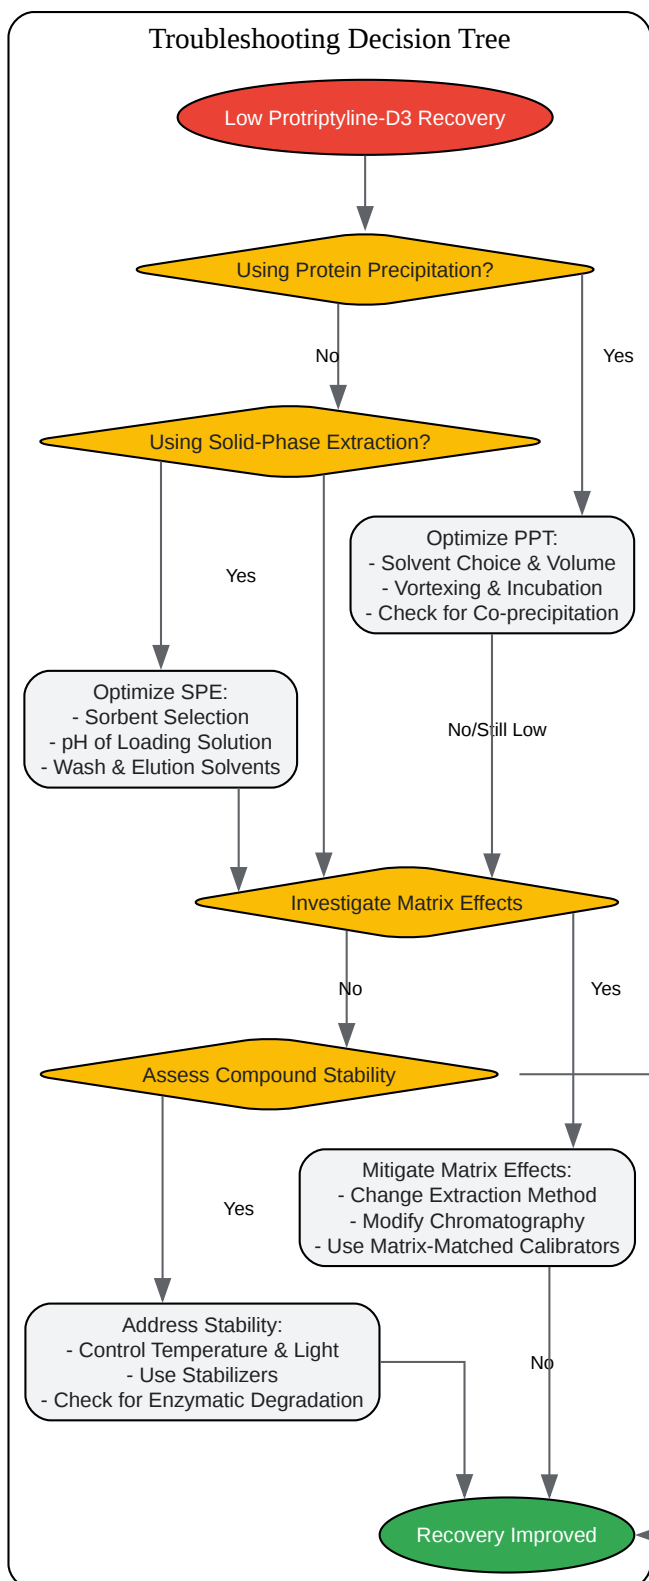 Troubleshooting Decision Tree
Low Protriptyline-D3 Recovery
Using Protein Precipitation?
No
Yes
Using Solid-Phase Extraction?
Optimize PPT:
- Solvent Choice & Volume
- Vortexing & Incubation
- Check for Co-precipitation
Yes
Optimize SPE:
- Sorbent Selection
- pH of Loading Solution
- Wash & Elution Solvents
No/Still Low
Investigate Matrix Effects
No
Yes
Assess Compound Stability
Mitigate Matrix Effects:
- Change Extraction Method
- Modify Chromatography
- Use Matrix-Matched Calibrators
Yes
Address Stability:
- Control Temperature & Light
- Use Stabilizers
- Check for Enzymatic Degradation
No
Recovery Improved